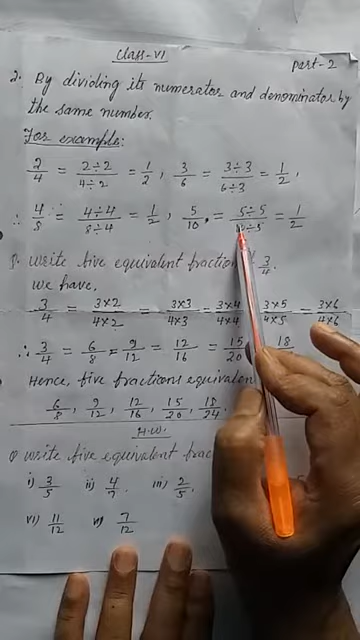 Class-VI
Part-2
2. By dividing its numerator and denominator by
the same number.
For example:
2/4 = 2÷2/4÷2 = 1/2, 3/6 = 3÷3/6÷3 = 1/2,
∴ 4/8 = 4÷4/8÷4 = 1/2, 5/10 = 5÷5/10÷5 = 1/2
Q. Write five equivalent fraction of 3/4.
We have,
3/4 = 3×2/4×2 = 3×3/4×3 = 3×4/4×4 = 3×5/4×5 = 3×6/4×6
∴ 3/4 = 6/8 = 9/12 = 12/16 = 15/20 = 18
Hence, five fractions equivalent
6/8, 9/12, 12/16, 15/20, 18/24.
H.W.
Q Write five equivalent frac
i) 3/5 ii) 4/7 iii) 2/5.
vi) 11/12 v) 7/12